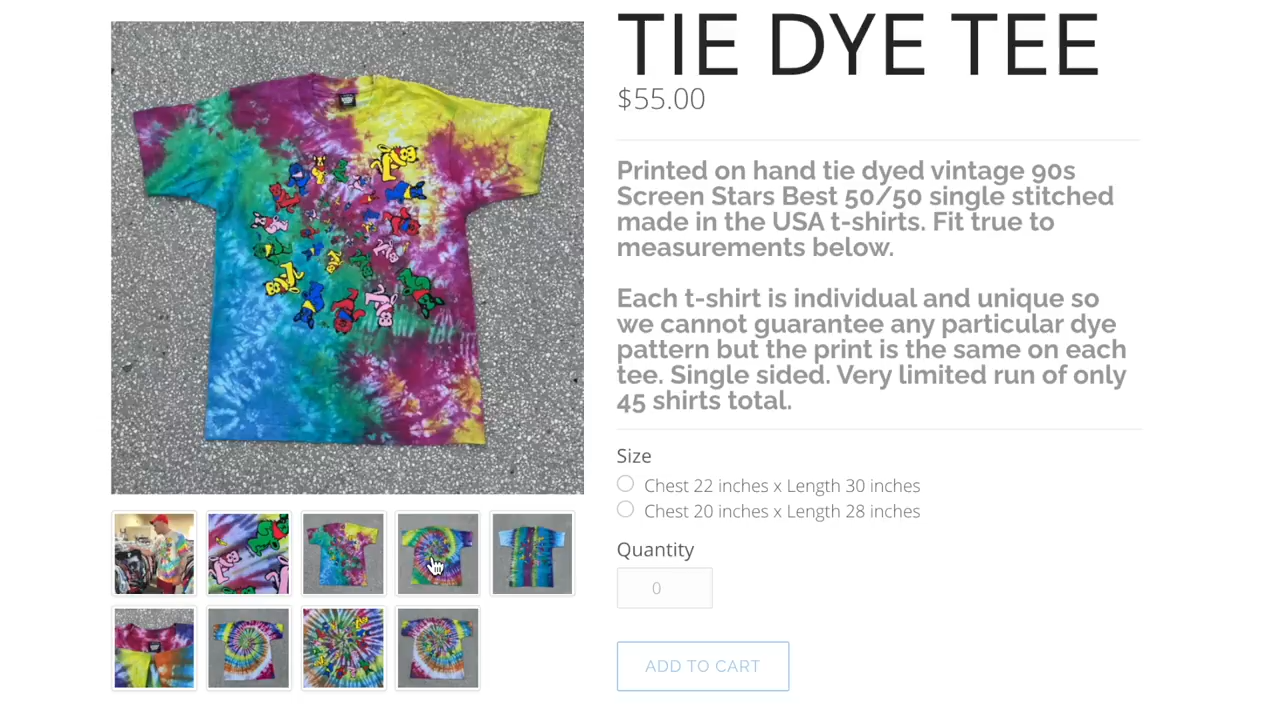 TIE DYE TEE
$55.00
Printed on hand tie dyed vintage 90s
Screen Stars Best 50/50 single stitched
made in the USA t-shirts. Fit true to
measurements below.
Each t-shirt is individual and unique so
we cannot guarantee any particular dye
pattern but the print is the same on each
tee. Single sided. Very limited run of only
45 shirts total.
Size
Chest 22 inches x Length 30 inches
Chest 20 inches x Length 28 inches
Quantity
0
ADD TO CART